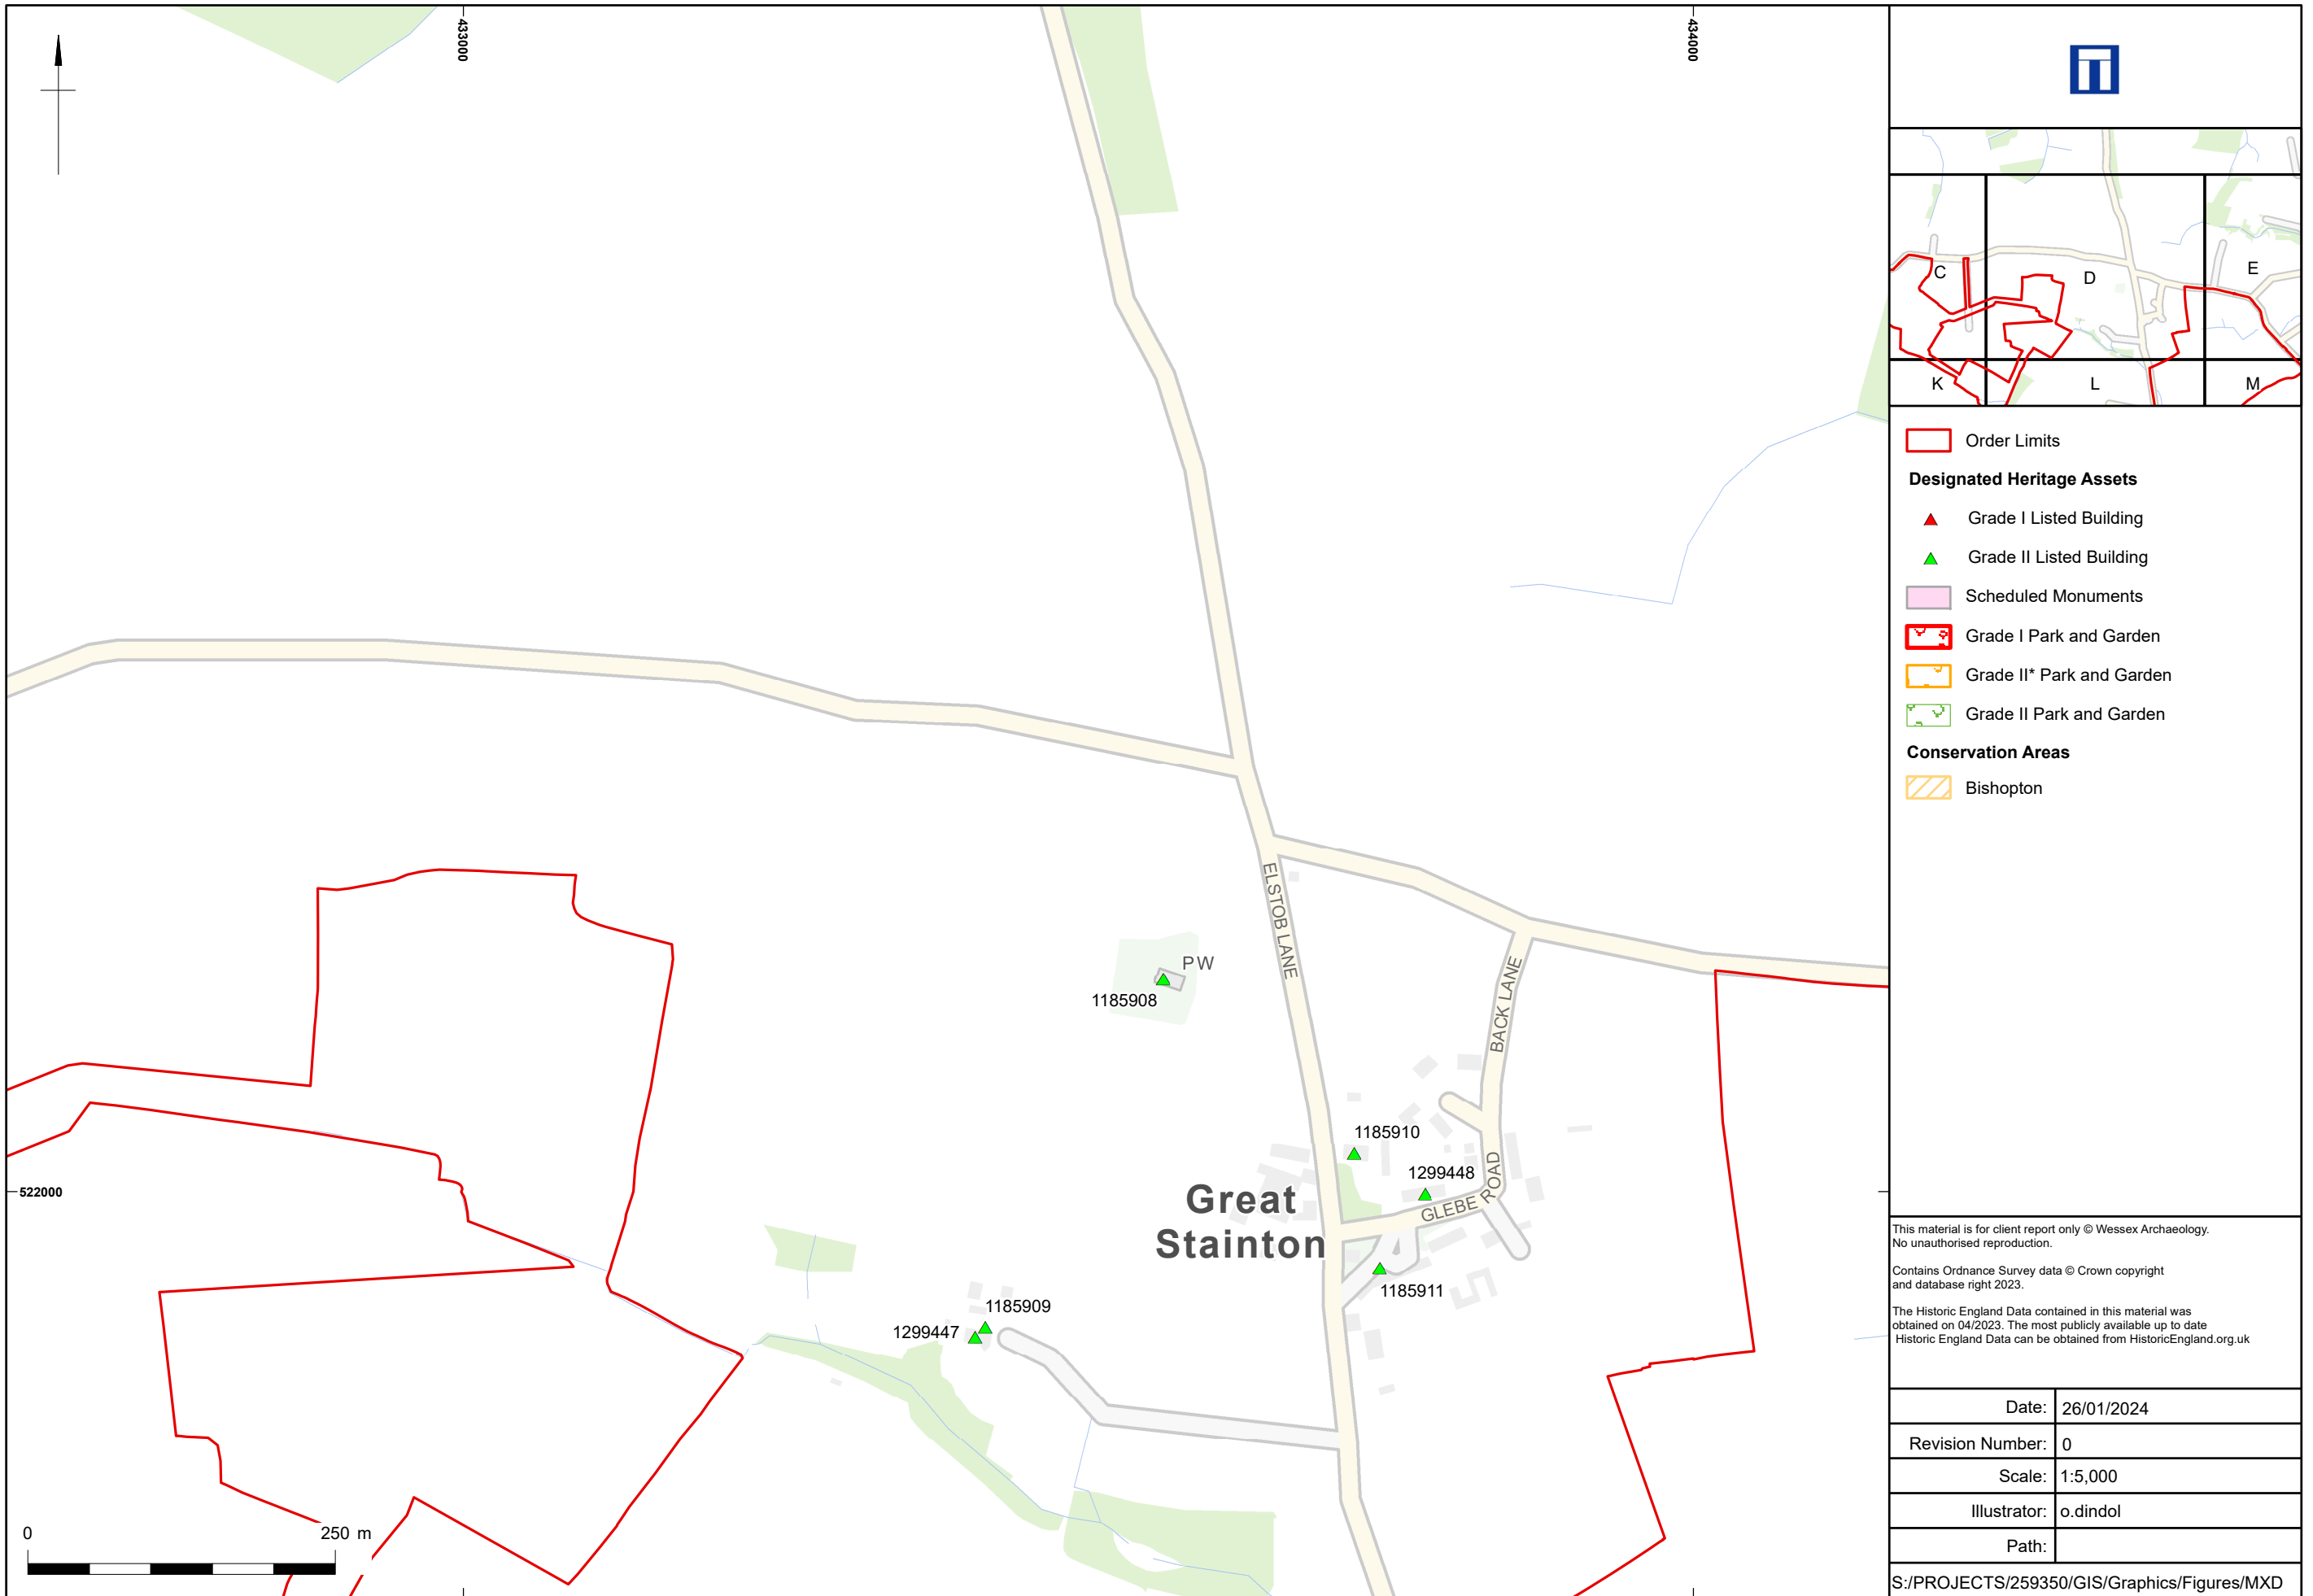 433000
434000
ELSTOB LANE
PW
1185908
BACK LANE
1185910
1299448
GLEBE ROAD
Great
Stainton
1185911
1185909
1299447
522000
0 250 m
C
D
E
K
L
M
Order Limits
Designated Heritage Assets
Grade I Listed Building
Grade II Listed Building
Scheduled Monuments
Grade I Park and Garden
Grade II* Park and Garden
Grade II Park and Garden
Conservation Areas
Bishopton
This material is for client report only © Wessex Archaeology.
No unauthorised reproduction.
Contains Ordnance Survey data © Crown copyright
and database right 2023.
The Historic England Data contained in this material was
obtained on 04/2023. The most publicly available up to date
Historic England Data can be obtained from HistoricEngland.org.uk
Date: 26/01/2024
Revision Number: 0
Scale: 1:5,000
Illustrator: o.dindol
Path:
S:/PROJECTS/259350/GIS/Graphics/Figures/MXD